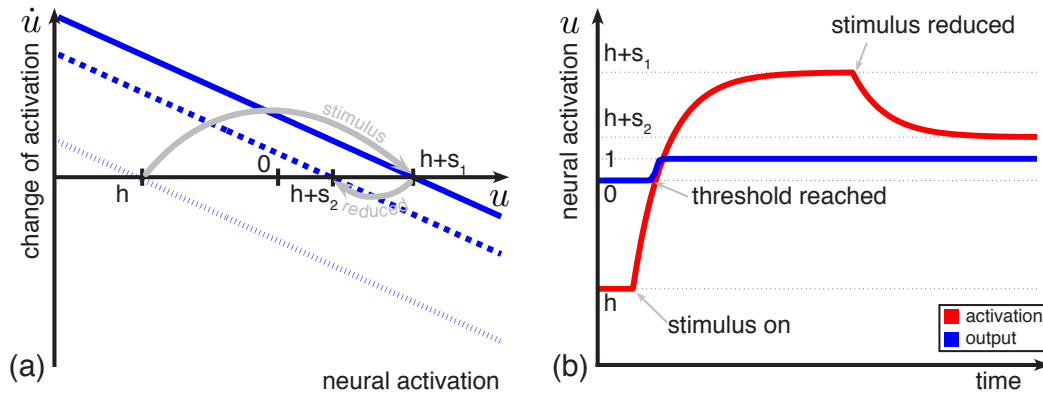 u̇
change of activation
stimulus
0
h+s₁
h
h+s₂
reduced
u
(a)
neural activation
u
neural activation
stimulus reduced
h+s₁
h+s₂
1
0
threshold reached
h
stimulus on
activation
output
(b)
time